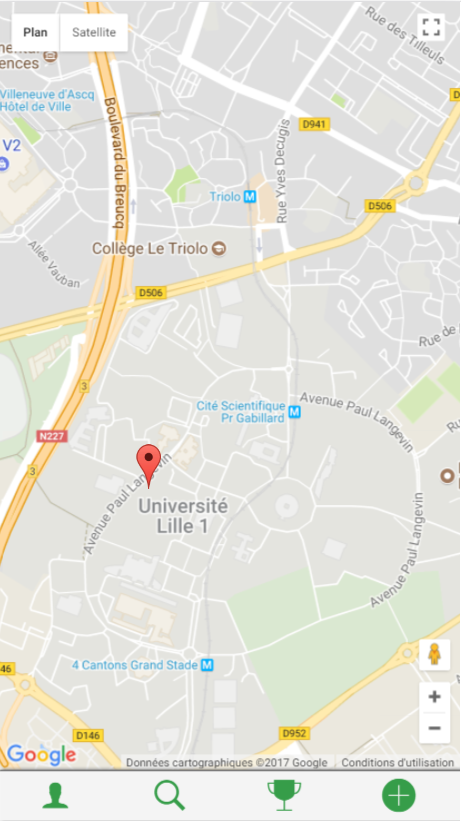 Plan
Satellite
Rue des Tilleuls
ences
Villeneuve d'Ascq
Hôtel de Ville
V2
Boulevard du Breucq
D941
Rue Yves Decugis
Triolo M
D506
Collège Le Triolo
Allée Vauban
D506
Rue de
3
Cité Scientifique
Pr Gabillard M
Avenue Paul Langevin
N227
3
Avenue Paul Langevin
Université
Lille 1
Avenue Paul Langevin
4 Cantons Grand Stade M
46
D146
D952
Google
Données cartographiques ©2017 Google
Conditions d'utilisation